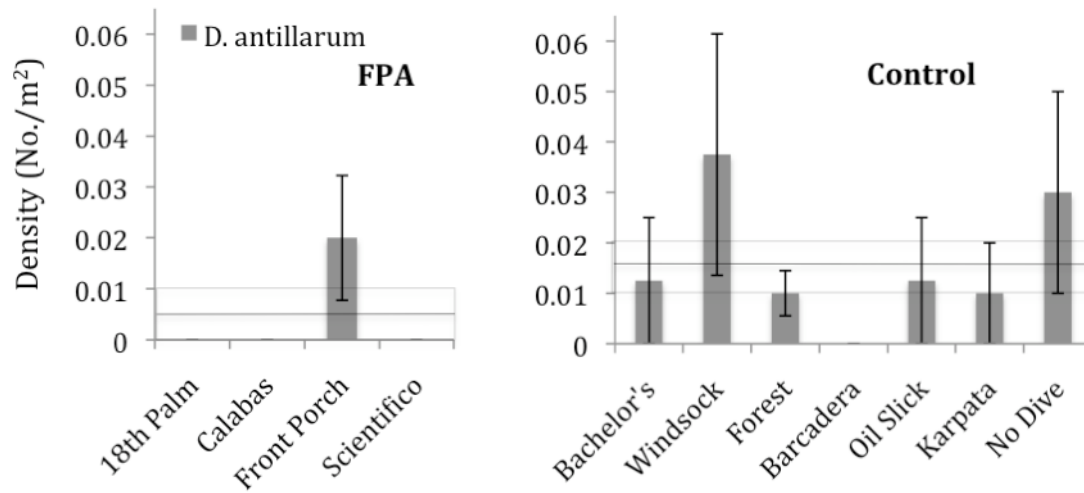 Density (No./m²)
0.06
0.05
0.04
0.03
0.02
0.01
0
D. antillarum
FPA
18th Palm
Calabas
Front Porch
Scientifico
0.06
0.05
0.04
0.03
0.02
0.01
0
Control
Bachelor's
Windsock
Forest
Barcadera
Oil Slick
Karpata
No Dive